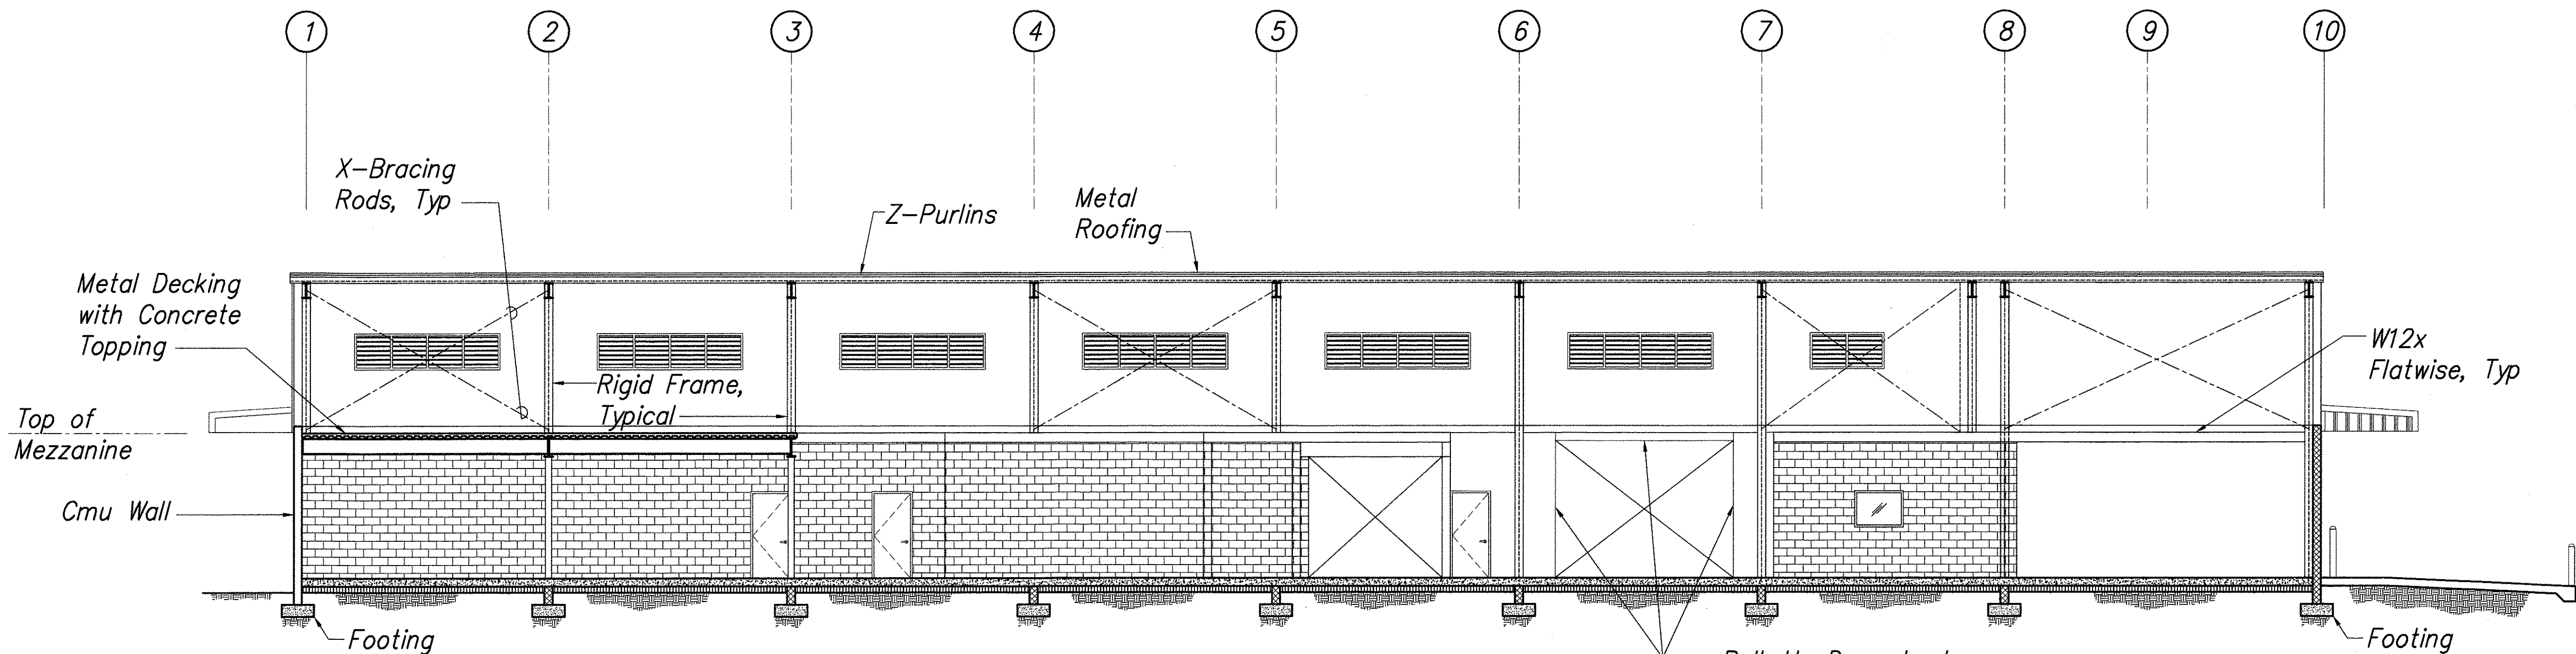 1 2 3 4 5 6 7 8 9 10
X-Bracing
Rods, Typ
Z-Purlins
Metal
Roofing
Metal Decking
with Concrete
Topping
W12x
Flatwise, Typ
Rigid Frame,
Typical
Top of
Mezzanine
Cmu Wall
Footing
Footing